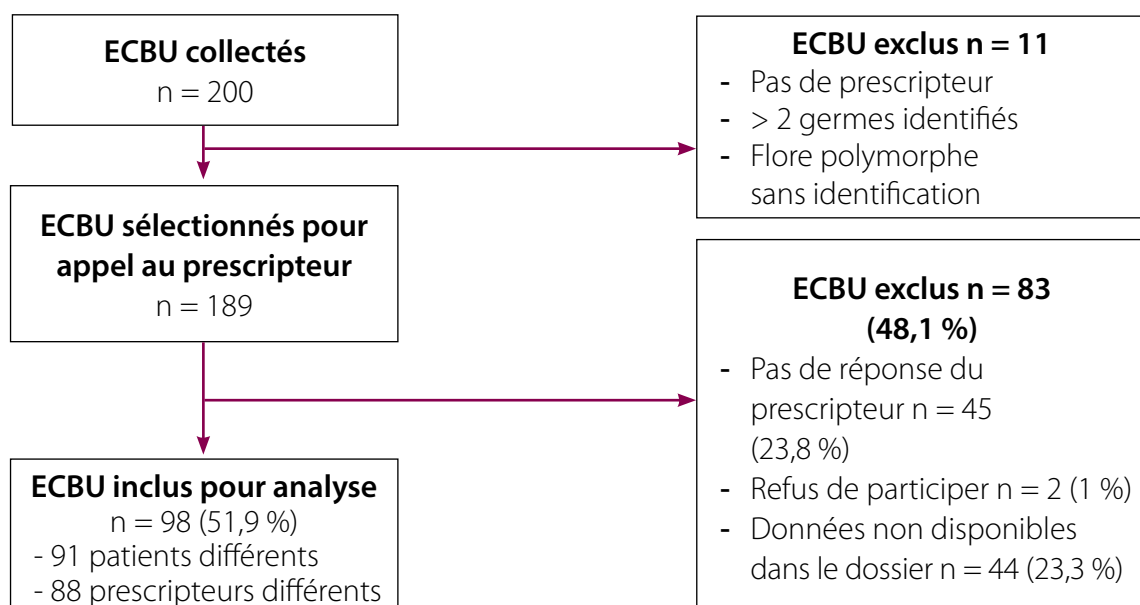 ECBU collectés
n = 200
ECBU exclus n = 11
- Pas de prescripteur
- > 2 germes identifiés
- Flore polymorphe
sans identification
ECBU sélectionnés pour
appel au prescripteur
n = 189
ECBU exclus n = 83
(48,1 %)
- Pas de réponse du
prescripteur n = 45
(23,8 %)
- Refus de participer n = 2 (1 %)
- Données non disponibles
dans le dossier n = 44 (23,3 %)
ECBU inclus pour analyse
n = 98 (51,9 %)
- 91 patients différents
- 88 prescripteurs différents